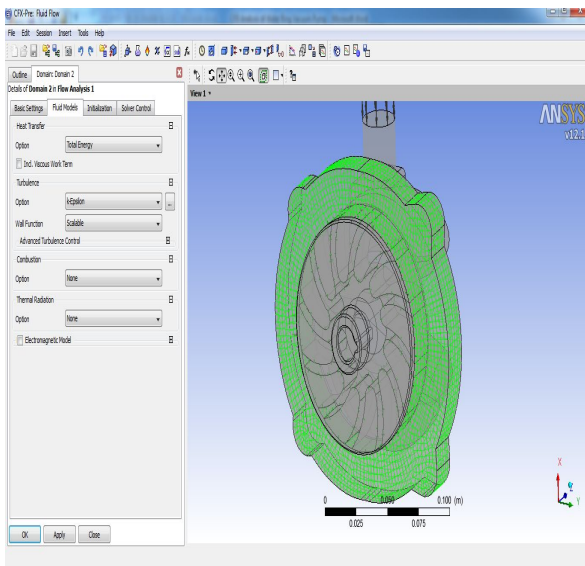 CFX-Pre: Fluid Flow
File Edit Session Insert Tools Help
Outline Domain: Domain 2
Details of Domain 2 in Flow Analysis 1
Basic Settings Fluid Models Initialization Solver Control
Heat Transfer
Option Total Energy
Incl. Viscous Work Term
Turbulence
Option k-Epsilon
Wall Function Scalable
Advanced Turbulence Control
Combustion
Option None
Thermal Radiation
Option None
Electromagnetic Model
OK Apply Close
View 1
ANSYS
v12.1
X
Y
Z
0 0.050 0.100 (m)
0.025 0.075